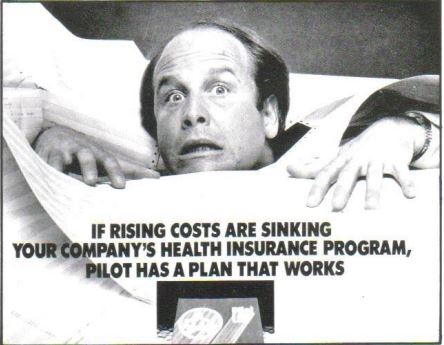 IF RISING COSTS ARE SINKING
YOUR COMPANY'S HEALTH INSURANCE PROGRAM,
PILOT HAS A PLAN THAT WORKS